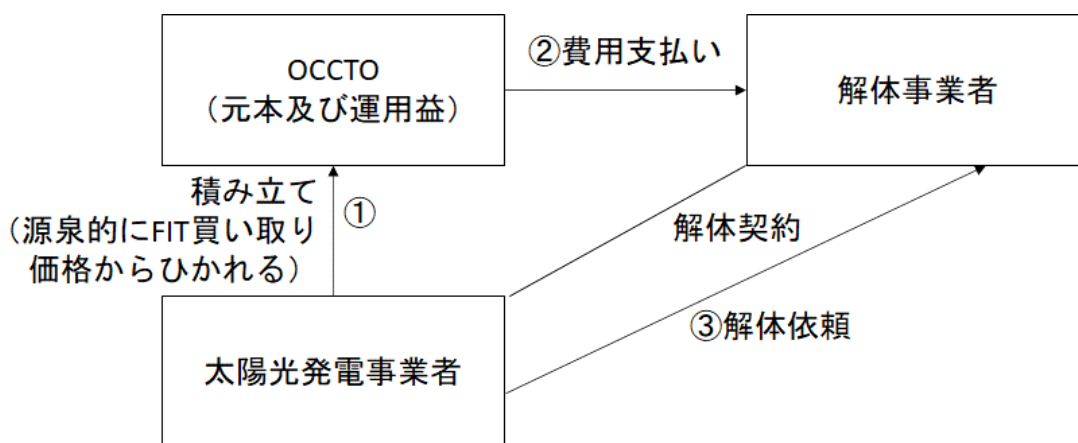 OCCTO
（元本及び運用益）
②費用支払い
解体事業者
積み立て
（源泉的にFIT買い取り
価格からひかれる）
①
解体契約
③解体依頼
太陽光発電事業者